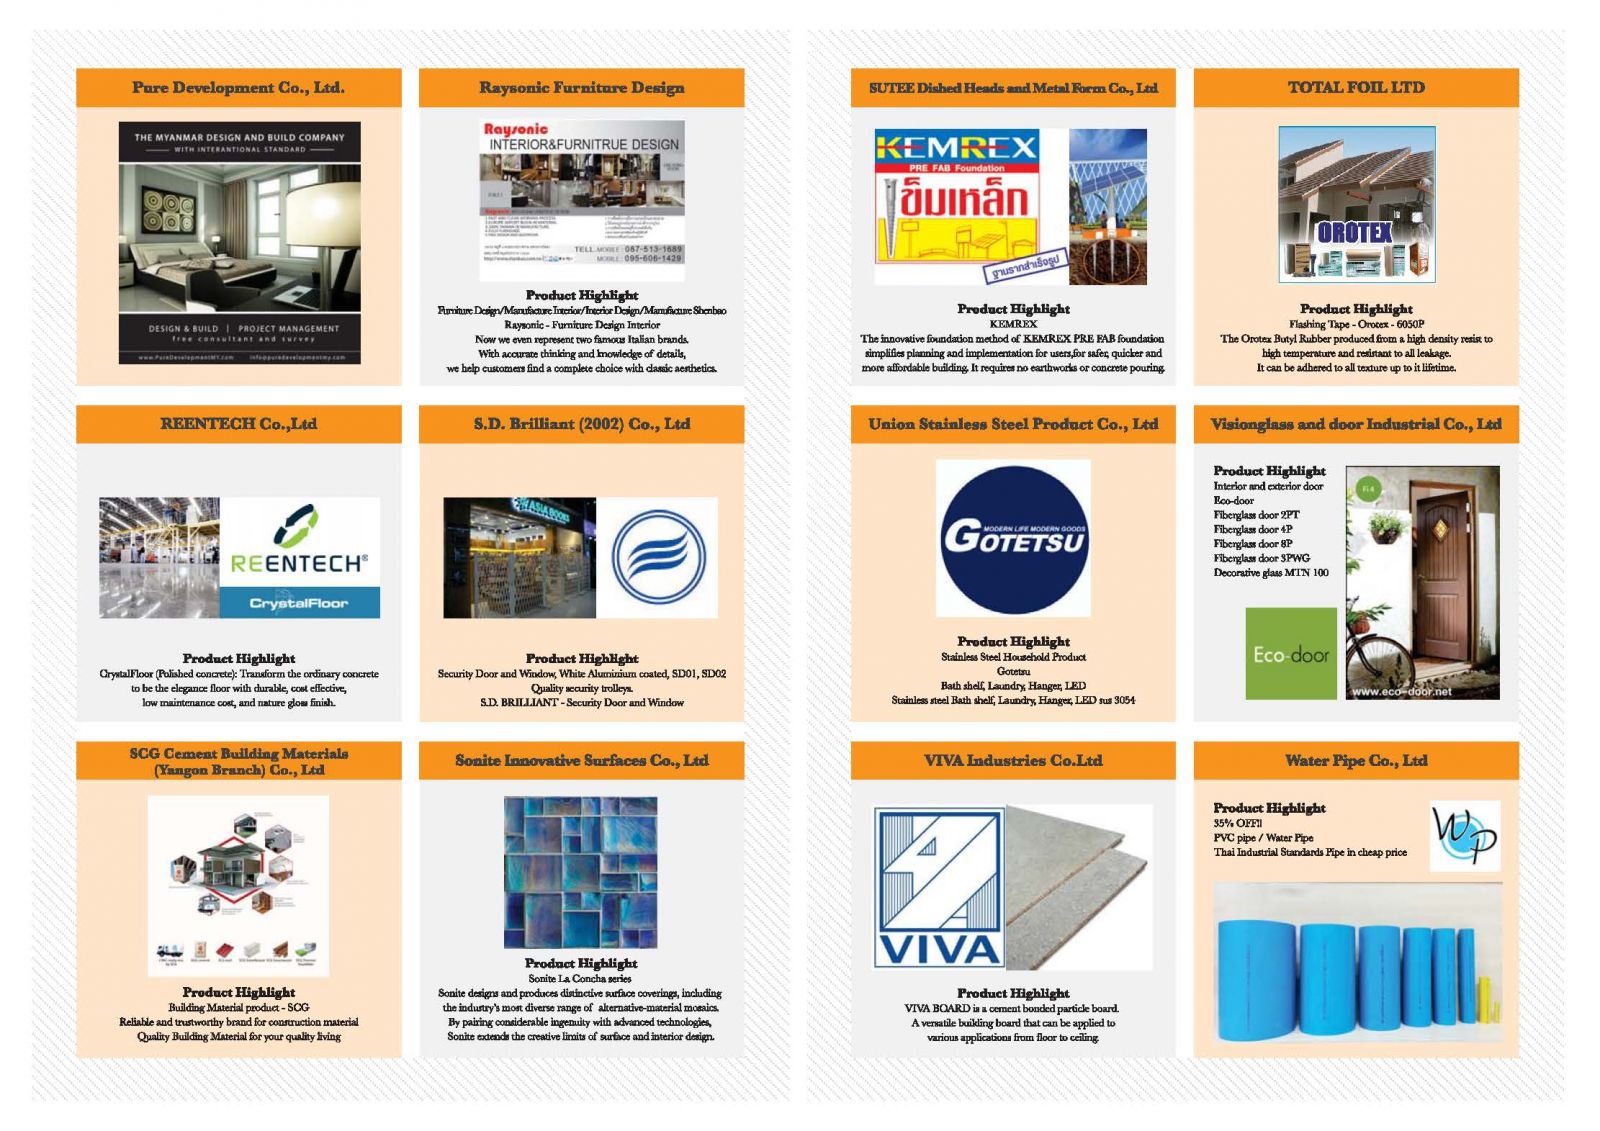 Pure Development Co., Ltd.
THE MYANMAR DESIGN AND BUILD COMPANY
WITH INTERANTIONAL STANDARD
DESIGN & BUILD | PROJECT MANAGEMENT
free consultant and survey
www.PureDevelopmentMY.com info@puredevelopmentmy.com
Raysonic Furniture Design
Raysonic
INTERIOR&FURNITRUE DESIGN
TELL.MOBILE : 087-513-1689
MOBILE : 095-606-1429
Product Highlight
Furniture Design/Manufacture Interior/Interior Design/Manufacture Shenbao
Raysonic - Furniture Design Interior
Now we even represent two famous Italian brands.
With accurate thinking and knowledge of details,
we help customers find a complete choice with classic aesthetics.
REENTECH Co.,Ltd
REENTECH®
CrystalFloor
Product Highlight
CrystalFloor (Polished concrete): Transform the ordinary concrete
to be the elegance floor with durable, cost effective,
low maintenance cost, and nature gloss finish.
S.D. Brilliant (2002) Co., Ltd
ASIA BOOKS
Product Highlight
Security Door and Window, White Aluminium coated, SD01, SD02
Quality security trolleys.
S.D. BRILLIANT - Security Door and Window
SCG Cement Building Materials
(Yangon Branch) Co., Ltd
Product Highlight
Building Material product - SCG
Reliable and trustworthy brand for construction material
Quality Building Material for your quality living
Sonite Innovative Surfaces Co., Ltd
Product Highlight
Sonite La Concha series
Sonite designs and produces distinctive surface coverings, including
the industry's most diverse range of alternative-material mosaics.
By pairing considerable ingenuity with advanced technologies,
Sonite extends the creative limits of surface and interior design.
SUTEE Dished Heads and Metal Form Co., Ltd
KEMREX
PRE FAB Foundation
เข็มเหล็ก
ฐานรากสำเร็จรูป
Product Highlight
KEMREX
The innovative foundation method of KEMREX PRE FAB foundation
simplifies planning and implementation for users,for safer, quicker and
more affordable building. It requires no earthworks or concrete pouring.
TOTAL FOIL LTD
OROTEX
Product Highlight
Flashing Tape - Orotex - 6050P
The Orotex Butyl Rubber produced from a high density resist to
high temperature and resistant to all leakage.
It can be adhered to all texture up to it lifetime.
Union Stainless Steel Product Co., Ltd
MODERN LIFE MODERN GOODS
GOTETSU
Product Highlight
Stainless Steel Household Product
Gotetsu
Bath shelf, Laundry, Hanger, LED
Stainless steel Bath shelf, Laundry, Hanger, LED sus 3054
Visionglass and door Industrial Co., Ltd
Product Highlight
Interior and exterior door
Eco-door
Fiberglass door 2PT
Fiberglass door 4P
Fiberglass door 8P
Fiberglass door 3PWG
Decorative glass MTN 100
Eco-door
www.eco-door.net
VIVA Industries Co.Ltd
VIVA
Product Highlight
VIVA BOARD is a cement bonded particle board.
A versatile building board that can be applied to
various applications from floor to ceiling.
Water Pipe Co., Ltd
Product Highlight
35% OFF!!
PVC pipe / Water Pipe
Thai Industrial Standards Pipe in cheap price
WP